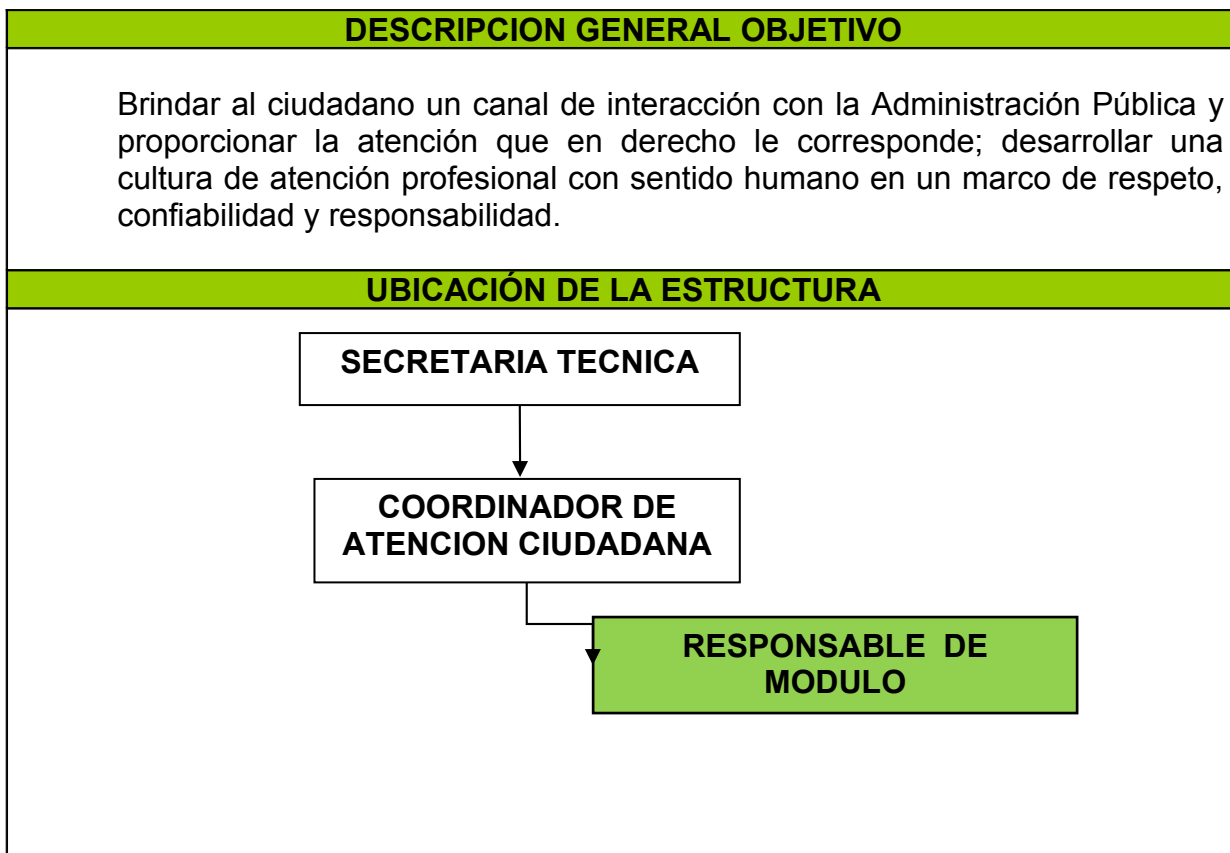 DESCRIPCION GENERAL OBJETIVO
Brindar al ciudadano un canal de interacción con la Administración Pública y
proporcionar la atención que en derecho le corresponde; desarrollar una
cultura de atención profesional con sentido humano en un marco de respeto,
confiabilidad y responsabilidad.
UBICACIÓN DE LA ESTRUCTURA
SECRETARIA TECNICA
COORDINADOR DE
ATENCION CIUDADANA
RESPONSABLE DE
MODULO